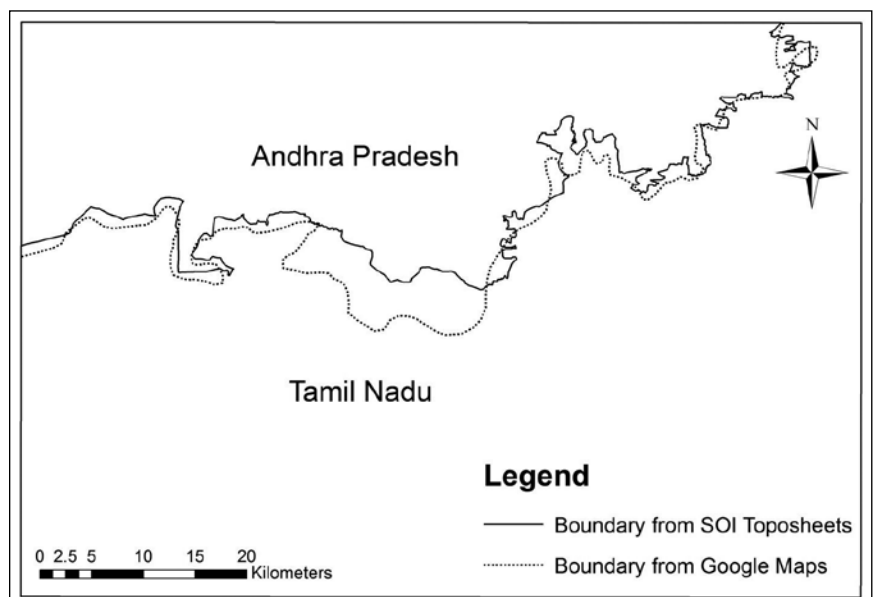 N
Andhra Pradesh
Tamil Nadu
Legend
Boundary from SOI Toposheets
Boundary from Google Maps
0 2.5 5 10 15 20
Kilometers